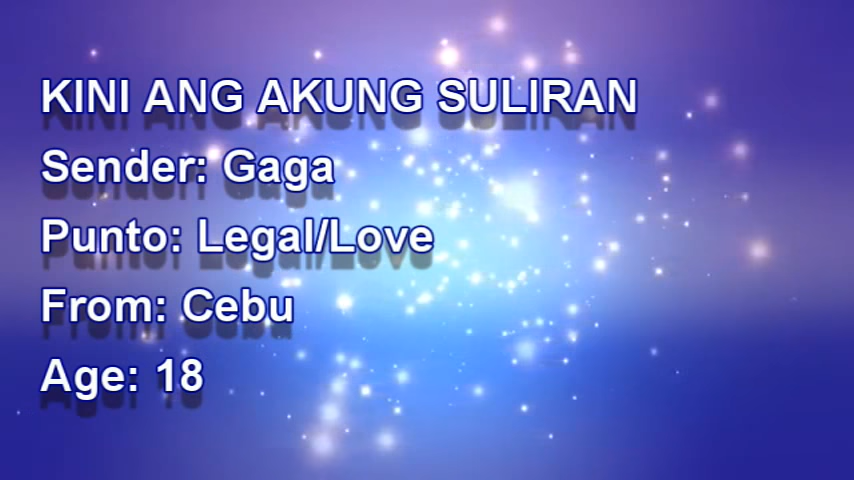 KINI ANG AKUNG SULIRAN
Sender: Gaga
Punto: Legal/Love
From: Cebu
Age: 18